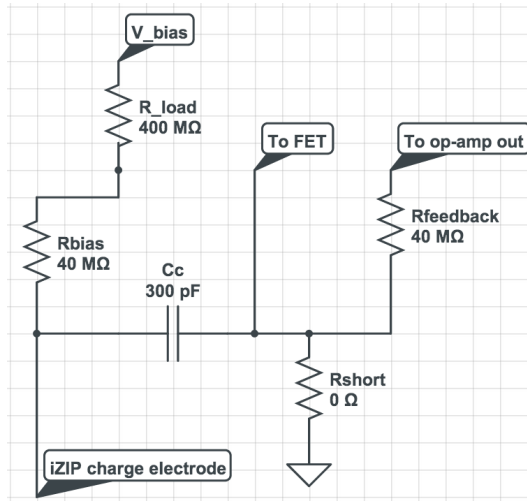 V_bias
R_load
400 MΩ
To FET
To op-amp out
Rbias
40 MΩ
Rfeedback
40 MΩ
Cc
300 pF
Rshort
0 Ω
iZIP charge electrode